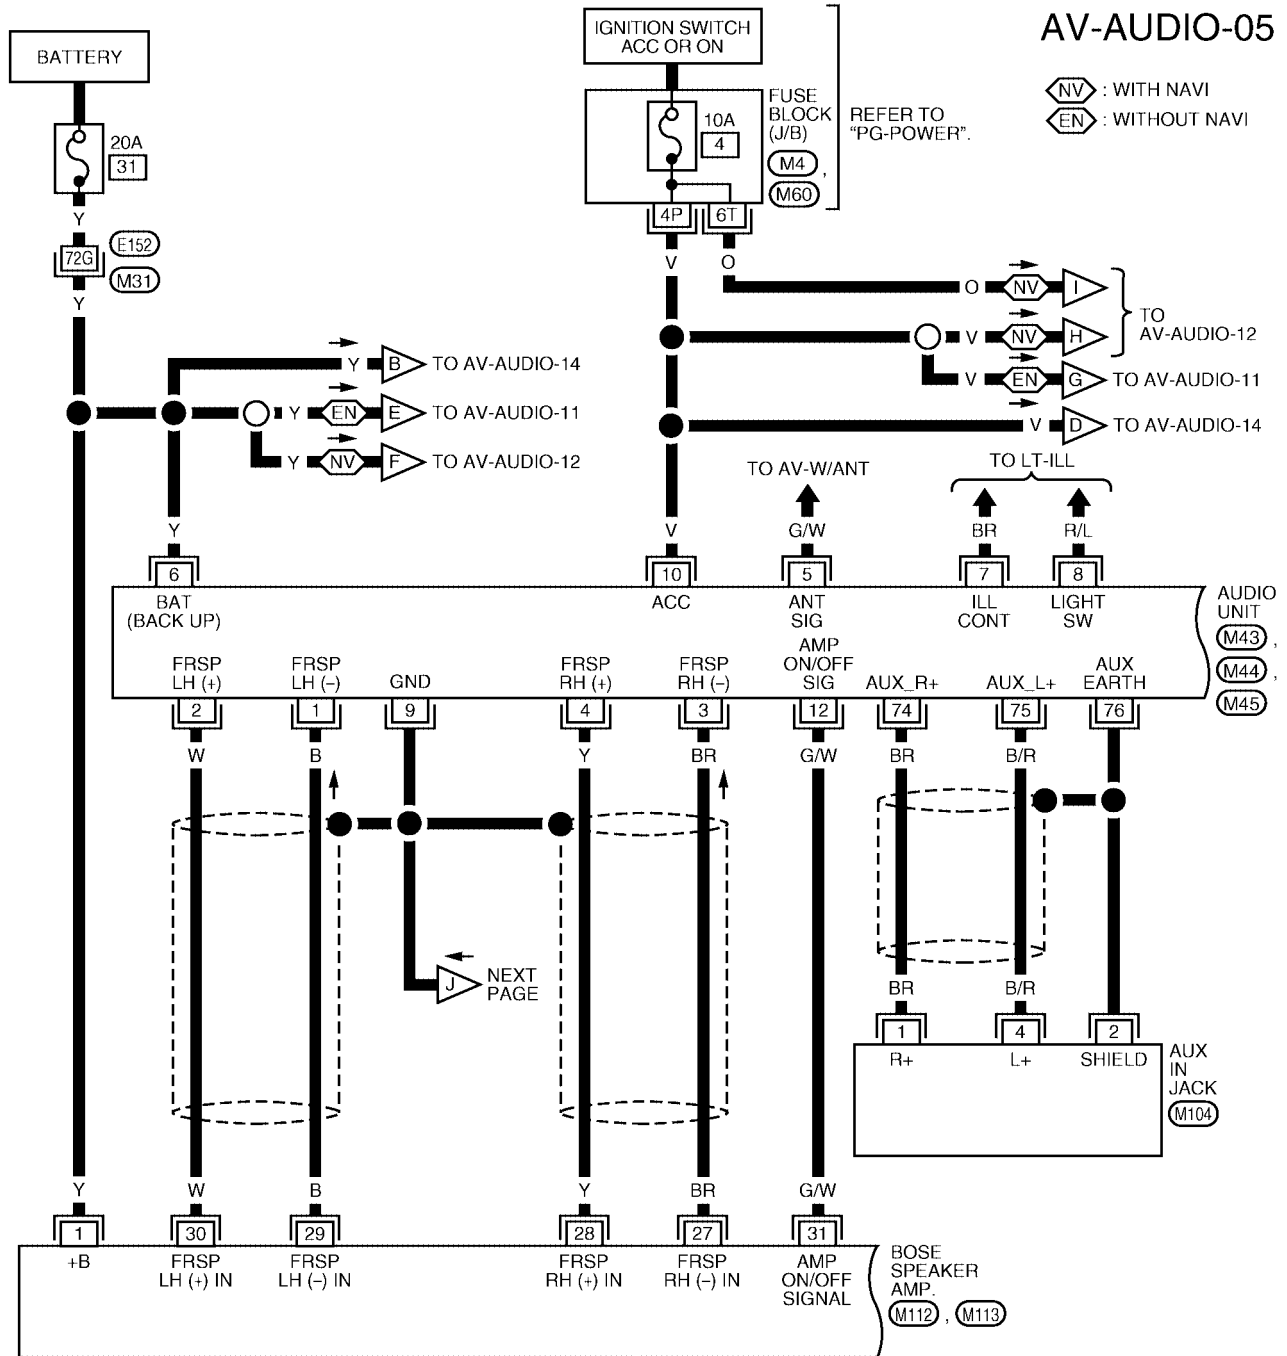 AV-AUDIO-05
BATTERY
IGNITION SWITCH
ACC OR ON
NV : WITH NAVI
EN : WITHOUT NAVI
20A
31
10A
4
FUSE
BLOCK
(J/B)
M4 ,
M60
REFER TO
“PG-POWER”.
4P
6T
Y
72G
E152
M31
Y
V
O
O
NV
I
V
NV
H
TO
AV-AUDIO-12
V
EN
G
TO AV-AUDIO-11
V
D
TO AV-AUDIO-14
Y
B
TO AV-AUDIO-14
Y
EN
E
TO AV-AUDIO-11
Y
NV
F
TO AV-AUDIO-12
TO AV-W/ANT
TO LT-ILL
Y
V
G/W
BR
R/L
6
10
5
7
8
BAT
(BACK UP)
ACC
ANT
SIG
ILL
CONT
LIGHT
SW
AUDIO
UNIT
M43 ,
M44 ,
M45
FRSP
LH (+)
FRSP
LH (–)
GND
FRSP
RH (+)
FRSP
RH (–)
AMP
ON/OFF
SIG
AUX_R+
AUX_L+
AUX
EARTH
2
1
9
4
3
12
74
75
76
W
B
Y
BR
G/W
BR
B/R
J
NEXT
PAGE
BR
B/R
1
4
2
R+
L+
SHIELD
AUX
IN
JACK
M104
Y
W
B
Y
BR
G/W
1
30
29
28
27
31
+B
FRSP
LH (+) IN
FRSP
LH (–) IN
FRSP
RH (+) IN
FRSP
RH (–) IN
AMP
ON/OFF
SIGNAL
BOSE
SPEAKER
AMP.
M112 , M113